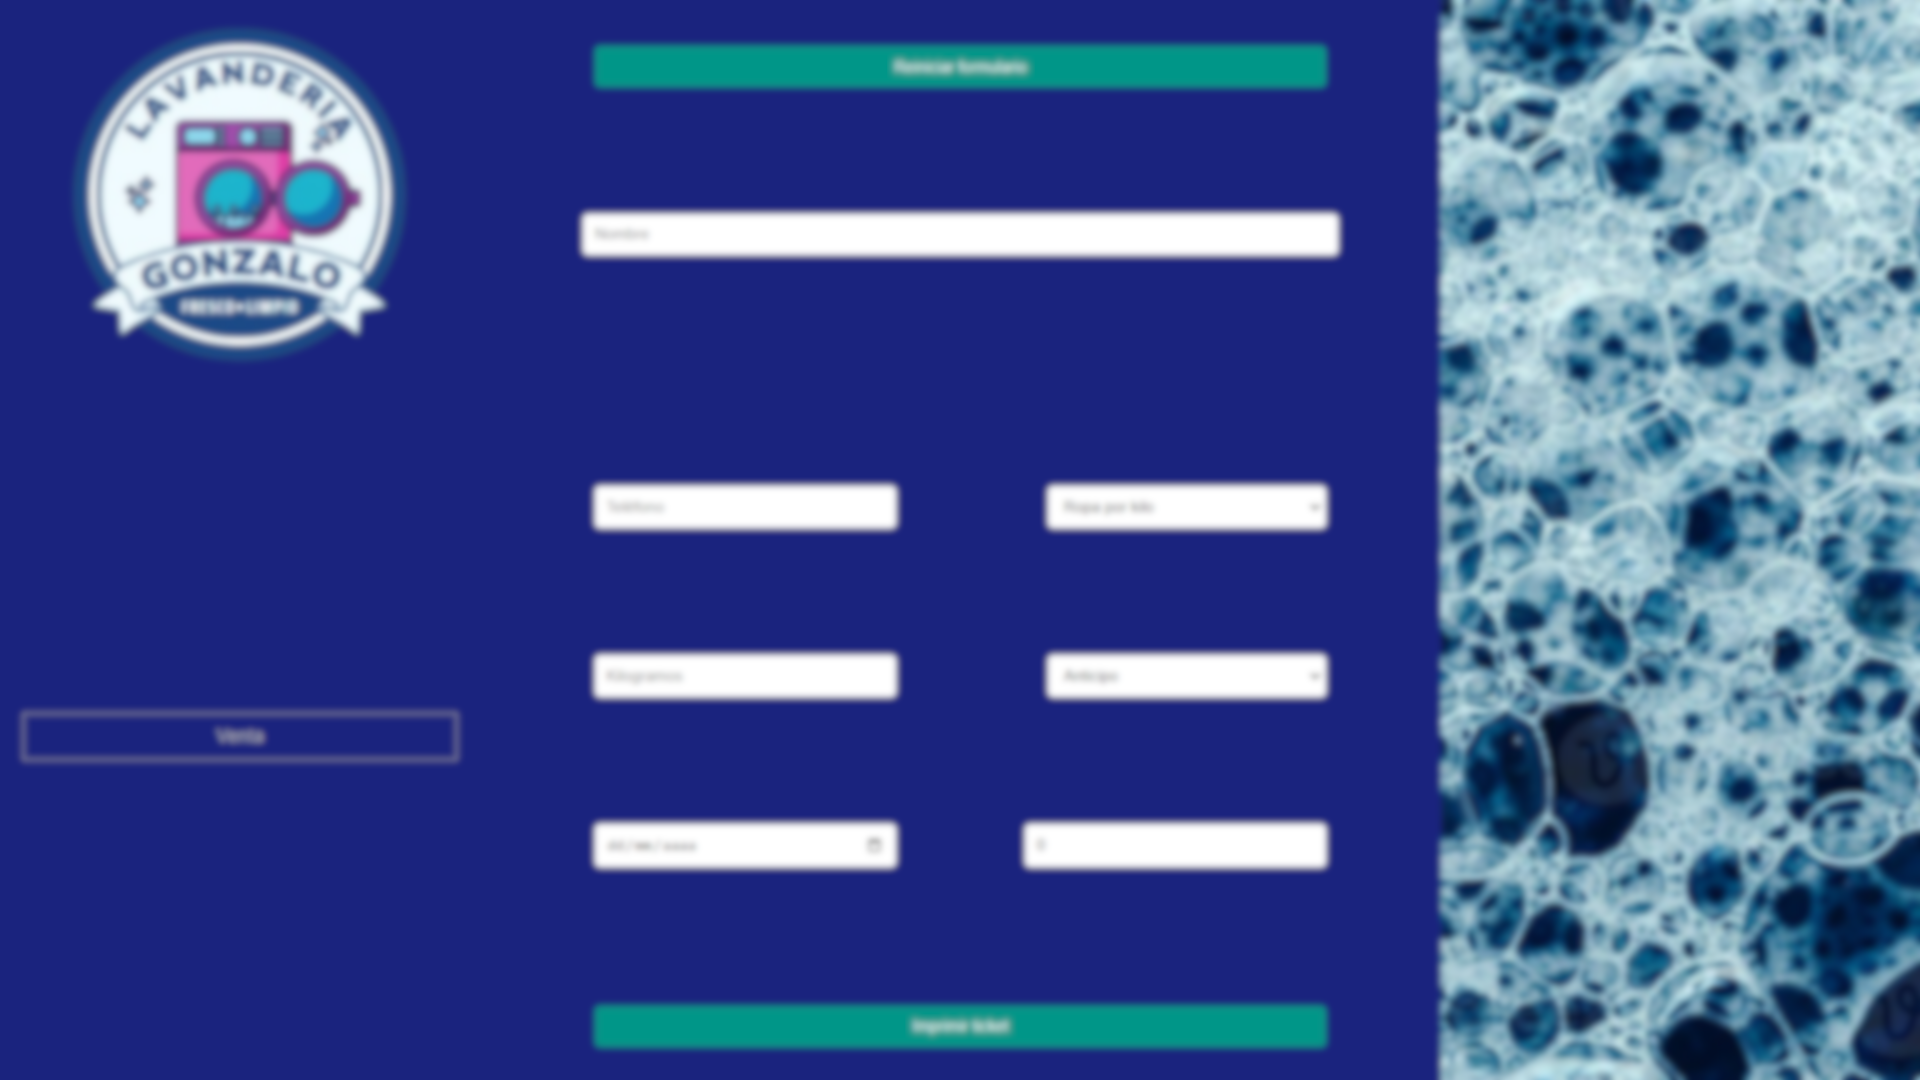 LAVANDERIA
GONZALO
FRESCO Y LIMPIO
Reiniciar formulario
Nombre
Teléfono
Ropa por kilo
Kilogramos
Anticipo
Venta
dd/mm/aaaa
0
Imprimir ticket